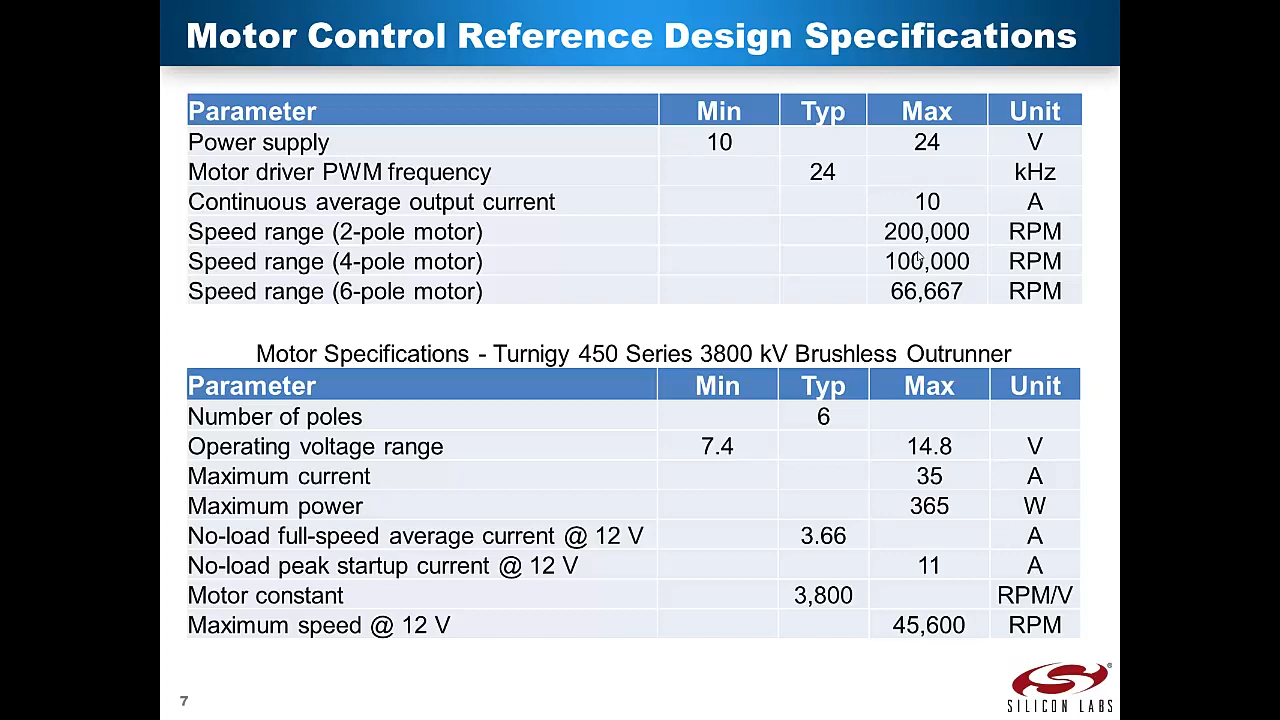 Motor Control Reference Design Specifications
Parameter Min Typ Max Unit
Power supply 10 24 V
Motor driver PWM frequency 24 kHz
Continuous average output current 10 A
Speed range (2-pole motor) 200,000 RPM
Speed range (4-pole motor) 100,000 RPM
Speed range (6-pole motor) 66,667 RPM
Motor Specifications - Turnigy 450 Series 3800 kV Brushless Outrunner
Parameter Min Typ Max Unit
Number of poles 6
Operating voltage range 7.4 14.8 V
Maximum current 35 A
Maximum power 365 W
No-load full-speed average current @ 12 V 3.66 A
No-load peak startup current @ 12 V 11 A
Motor constant 3,800 RPM/V
Maximum speed @ 12 V 45,600 RPM
7
SILICON LABS